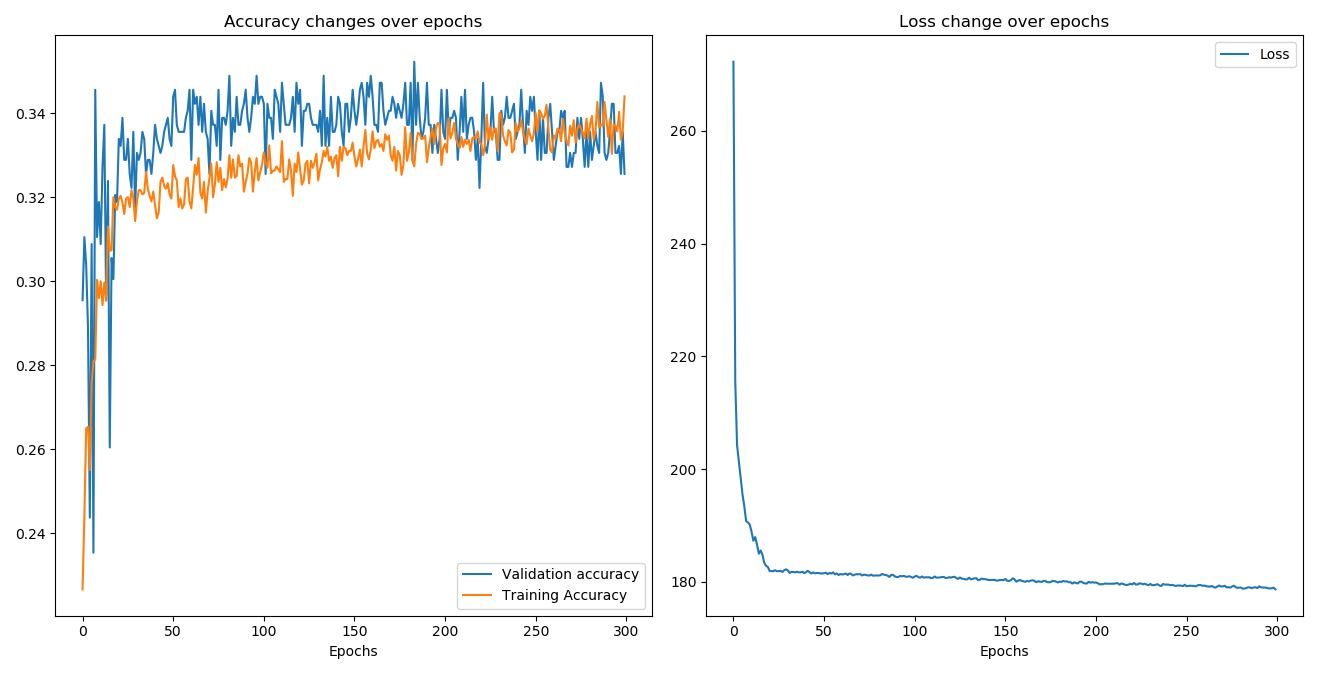 Accuracy changes over epochs
0.34
0.32
0.30
0.28
0.26
0.24
Validation accuracy
Training Accuracy
0 50 100 150 200 250 300
Epochs
Loss change over epochs
Loss
260
240
220
200
180
0 50 100 150 200 250 300
Epochs